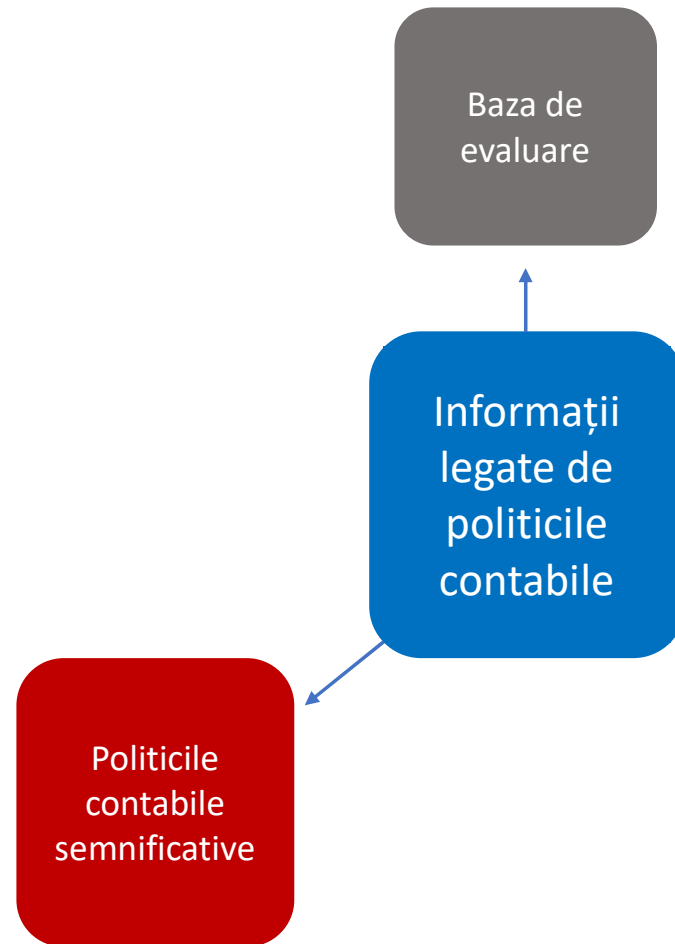 Baza de
evaluare
Informații
legate de
politicile
contabile
Politicile
contabile
semnificative